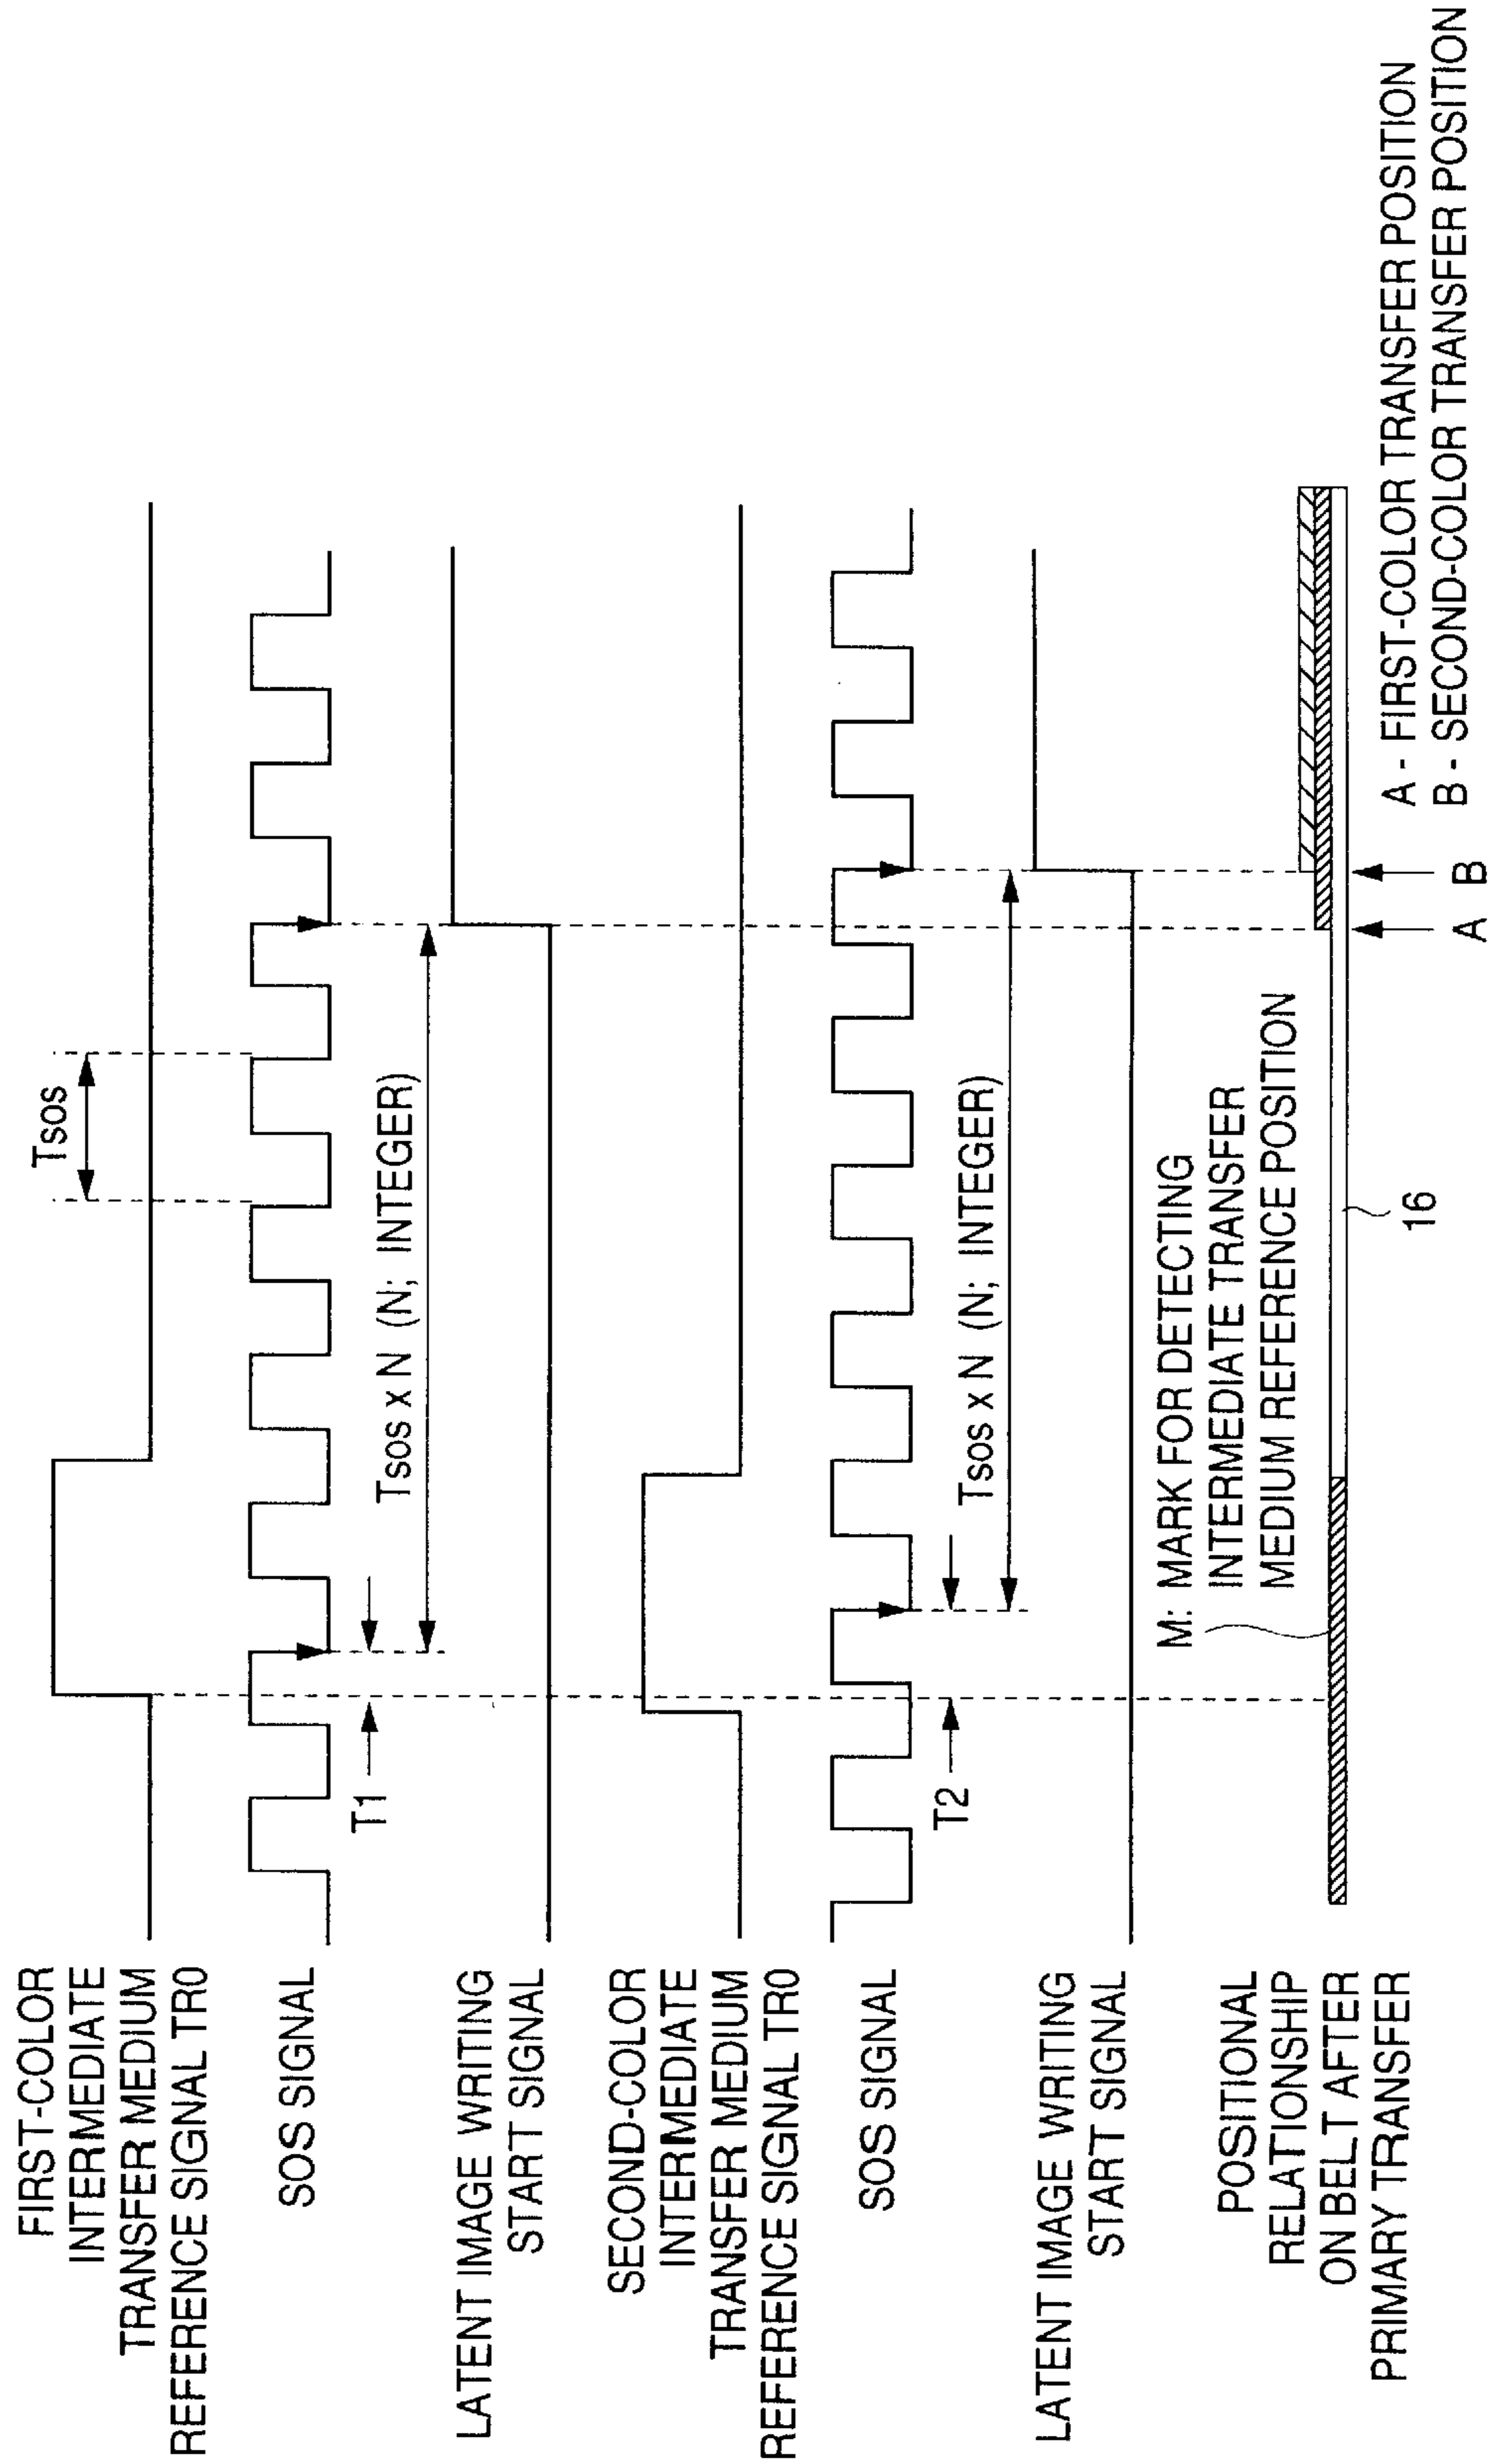 FIRST-COLOR
INTERMEDIATE
TRANSFER MEDIUM
REFERENCE SIGNAL TR0
Tsos
SOS SIGNAL
T1
Tsos x N (N; INTEGER)
LATENT IMAGE WRITING
START SIGNAL
SECOND-COLOR
INTERMEDIATE
TRANSFER MEDIUM
REFERENCE SIGNAL TR0
SOS SIGNAL
T2
Tsos x N (N; INTEGER)
LATENT IMAGE WRITING
START SIGNAL
M: MARK FOR DETECTING
INTERMEDIATE TRANSFER
MEDIUM REFERENCE POSITION
POSITIONAL
RELATIONSHIP
ON BELT AFTER
PRIMARY TRANSFER
16
A B
A - FIRST-COLOR TRANSFER POSITION
B - SECOND-COLOR TRANSFER POSITION